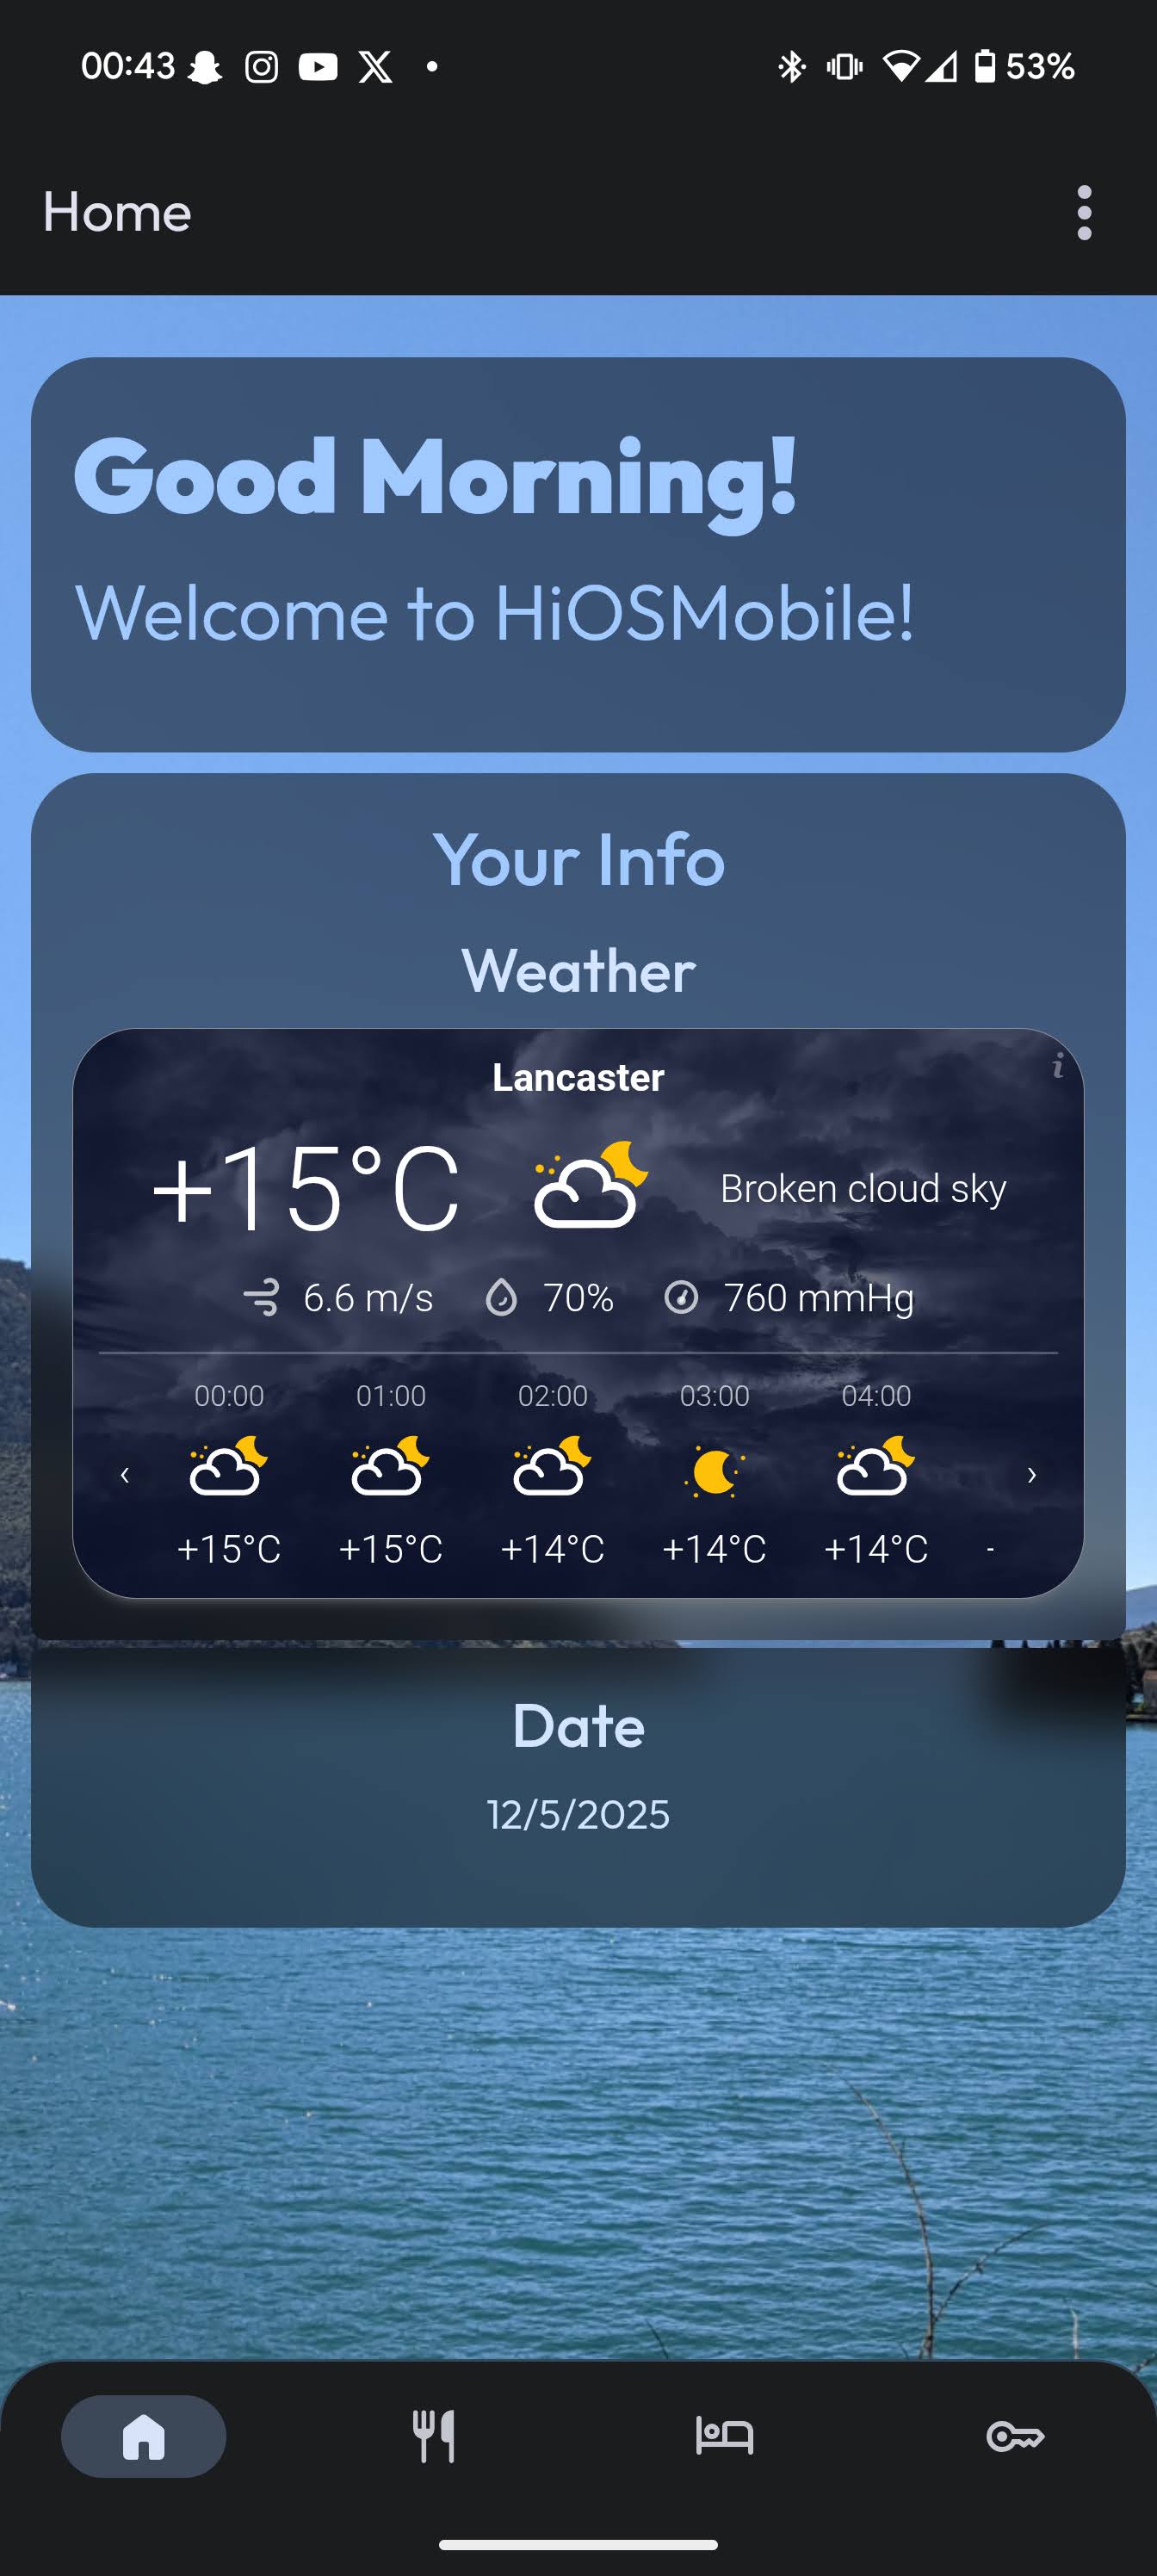 00:43 53%
Home
Good Morning!
Welcome to HiOSMobile!
Your Info
Weather
Lancaster
i
+15°C Broken cloud sky
6.6 m/s 70% 760 mmHg
00:00 01:00 02:00 03:00 04:00
‹ ›
+15°C +15°C +14°C +14°C +14°C -
Date
12/5/2025